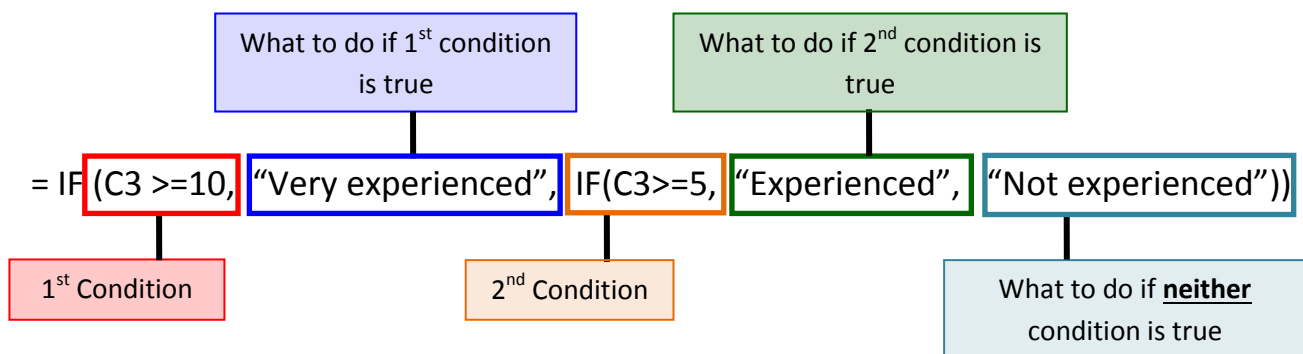 What to do if 1st condition
is true
What to do if 2nd condition is
true
= IF (C3 >=10, “Very experienced”, IF(C3>=5, “Experienced”, “Not experienced”))
1st Condition
2nd Condition
What to do if neither
condition is true